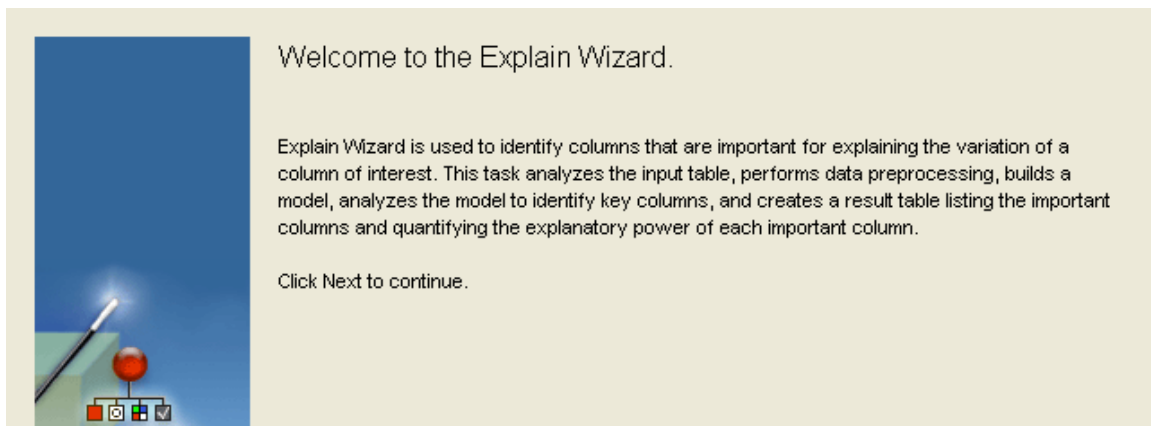 Welcome to the Explain Wizard.
Explain Wizard is used to identify columns that are important for explaining the variation of a
column of interest. This task analyzes the input table, performs data preprocessing, builds a
model, analyzes the model to identify key columns, and creates a result table listing the important
columns and quantifying the explanatory power of each important column.
Click Next to continue.